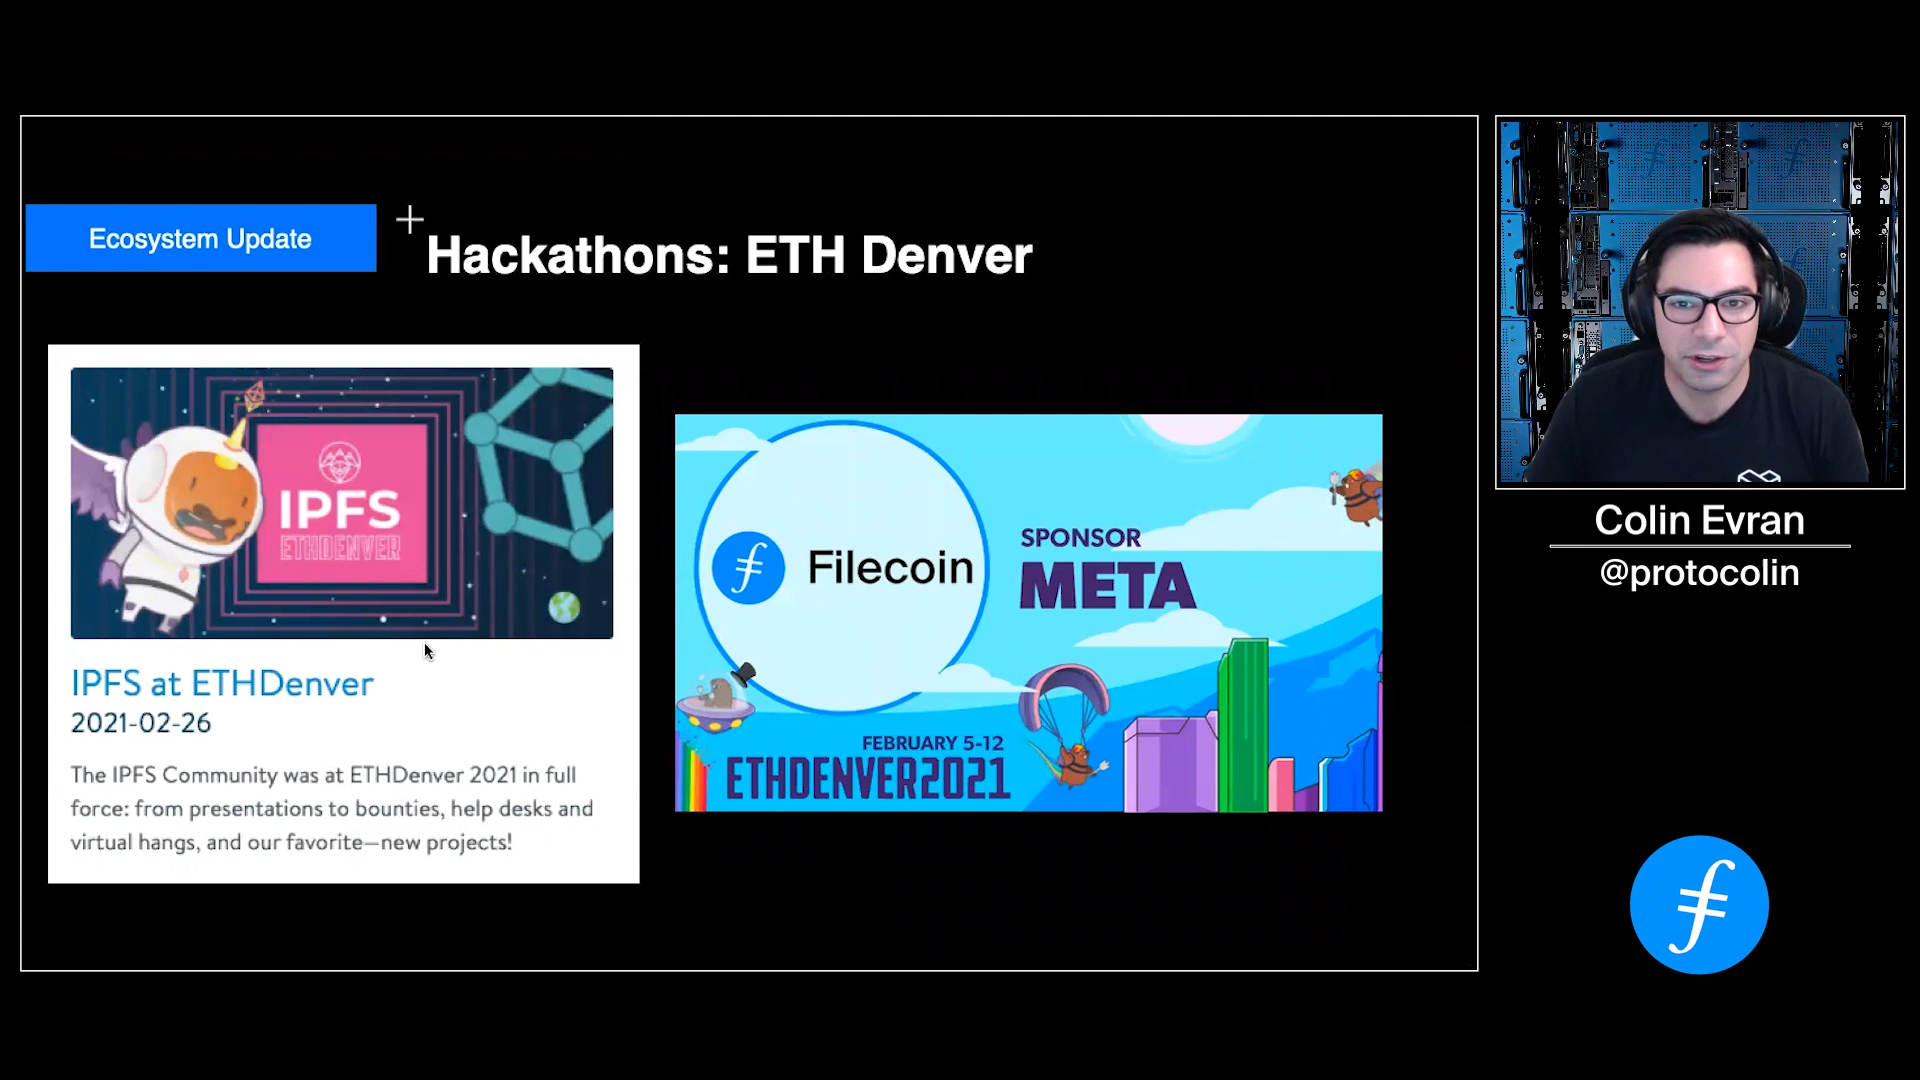 Ecosystem Update
Hackathons: ETH Denver
IPFS
ETHDENVER
IPFS at ETHDenver
2021-02-26
The IPFS Community was at ETHDenver 2021 in full
force: from presentations to bounties, help desks and
virtual hangs, and our favorite—new projects!
Filecoin
SPONSOR
META
FEBRUARY 5-12
ETHDENVER2021
Colin Evran
@protocolin